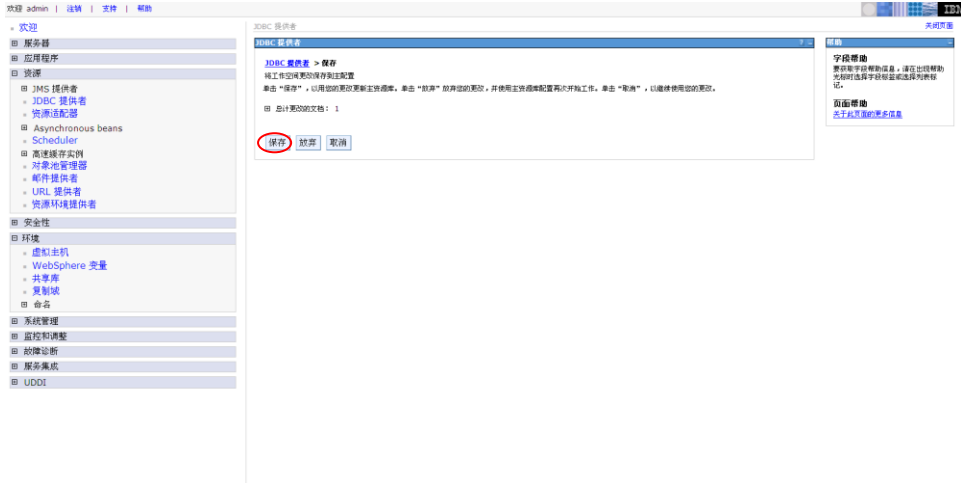 欢迎 admin | 注销 | 支持 | 帮助
IBM
关闭页面
欢迎
服务器
应用程序
资源
JMS 提供者
JDBC 提供者
资源适配器
Asynchronous beans
Scheduler
高速缓存实例
对象池管理器
邮件提供者
URL 提供者
资源环境提供者
安全性
环境
虚拟主机
WebSphere 变量
共享库
复制域
命名
系统管理
监控和调整
故障诊断
服务集成
UDDI
JDBC 提供者
JDBC 提供者 ? -
JDBC 提供者 > 保存
将工作空间更改保存到主配置
单击“保存”，以用您的更改更新主资源库。单击“放弃”放弃您的更改，并使用主资源库配置再次开始工作。单击“取消”，以继续使用您的更改。
总计更改的文档： 1
保存 放弃 取消
帮助 -
字段帮助
要获取字段帮助信息，请在出现帮助
光标时选择字段标签或选择列表标
记。
页面帮助
关于此页面的更多信息